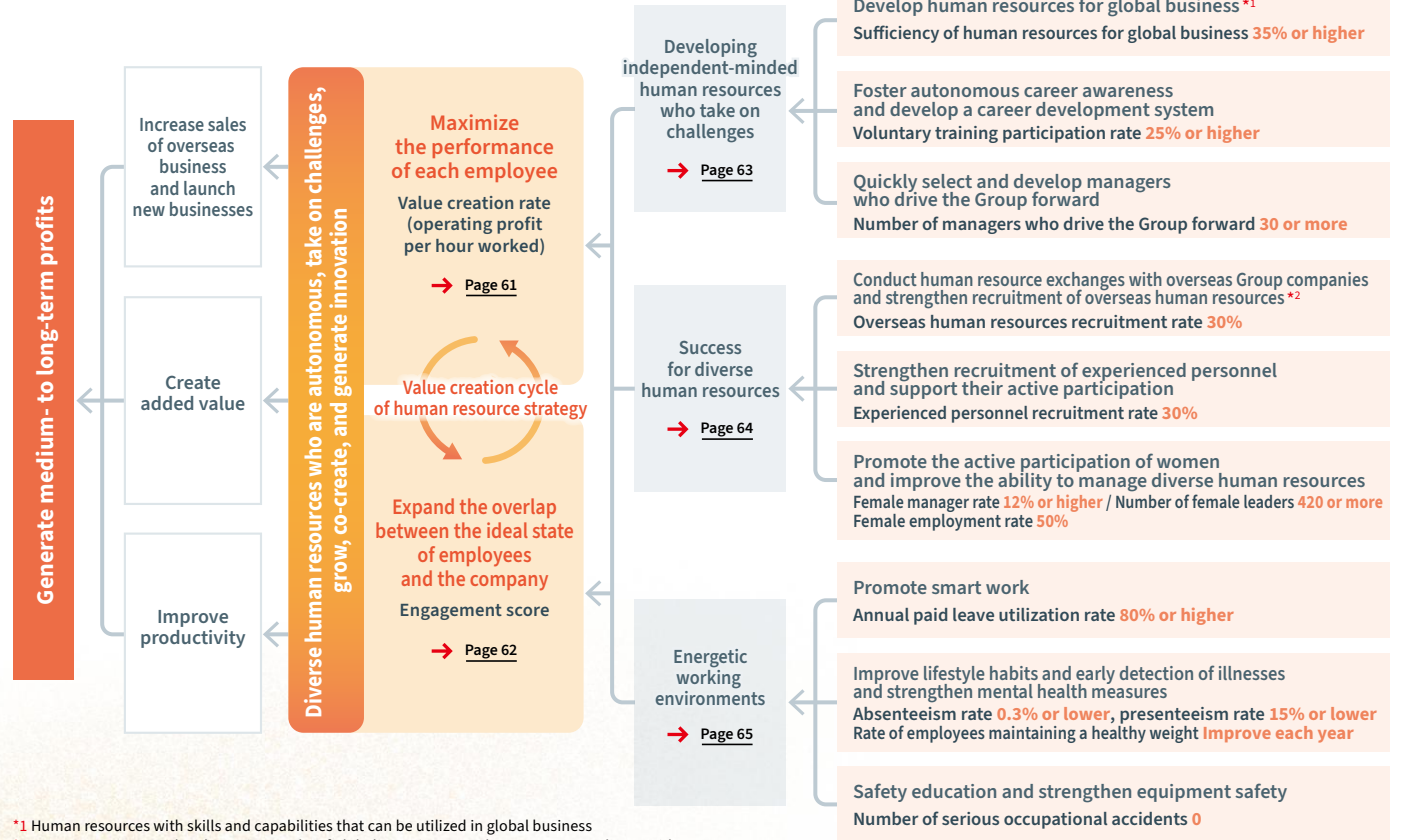 Generate medium- to long-term profits
Increase sales
of overseas
business
and launch
new businesses
Create
added value
Improve
productivity
Diverse human resources who are autonomous, take on challenges,
grow, co-create, and generate innovation
Maximize
the performance
of each employee
Value creation rate
(operating profit
per hour worked)
→ Page 61
Value creation cycle
of human resource strategy
Expand the overlap
between the ideal state
of employees
and the company
Engagement score
→ Page 62
Developing
independent-minded
human resources
who take on
challenges
→ Page 63
Develop human resources for global business *1
Sufficiency of human resources for global business 35% or higher
Foster autonomous career awareness
and develop a career development system
Voluntary training participation rate 25% or higher
Quickly select and develop managers
who drive the Group forward
Number of managers who drive the Group forward 30 or more
Success
for diverse
human resources
→ Page 64
Conduct human resource exchanges with overseas Group companies
and strengthen recruitment of overseas human resources *2
Overseas human resources recruitment rate 30%
Strengthen recruitment of experienced personnel
and support their active participation
Experienced personnel recruitment rate 30%
Promote the active participation of women
and improve the ability to manage diverse human resources
Female manager rate 12% or higher / Number of female leaders 420 or more
Female employment rate 50%
Energetic
working
environments
→ Page 65
Promote smart work
Annual paid leave utilization rate 80% or higher
Improve lifestyle habits and early detection of illnesses
and strengthen mental health measures
Absenteeism rate 0.3% or lower, presenteeism rate 15% or lower
Rate of employees maintaining a healthy weight Improve each year
Safety education and strengthen equipment safety
Number of serious occupational accidents 0
*1 Human resources with skills and capabilities that can be utilized in global business